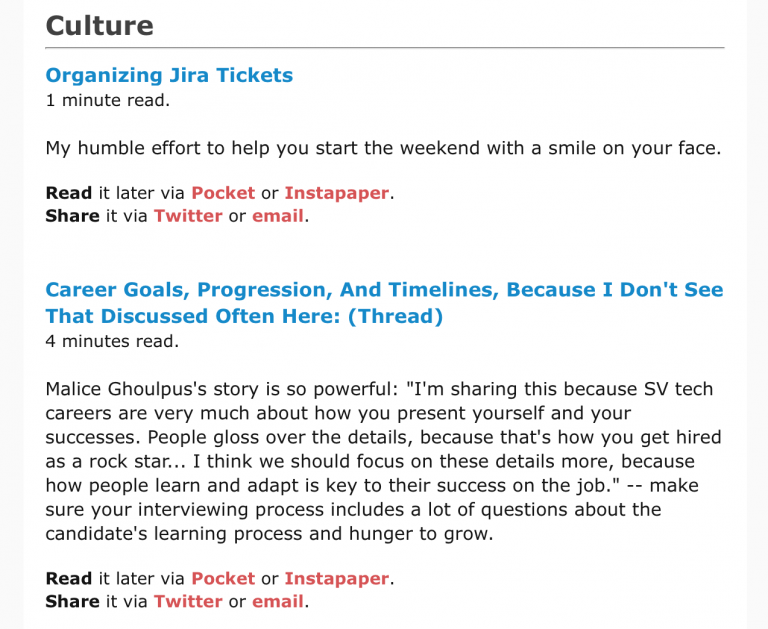 Culture
Organizing Jira Tickets
1 minute read.
My humble effort to help you start the weekend with a smile on your face.
Read it later via Pocket or Instapaper.
Share it via Twitter or email.
Career Goals, Progression, And Timelines, Because I Don't See
That Discussed Often Here: (Thread)
4 minutes read.
Malice Ghoulpus's story is so powerful: "I'm sharing this because SV tech
careers are very much about how you present yourself and your
successes. People gloss over the details, because that's how you get hired
as a rock star... I think we should focus on these details more, because
how people learn and adapt is key to their success on the job." -- make
sure your interviewing process includes a lot of questions about the
candidate's learning process and hunger to grow.
Read it later via Pocket or Instapaper.
Share it via Twitter or email.